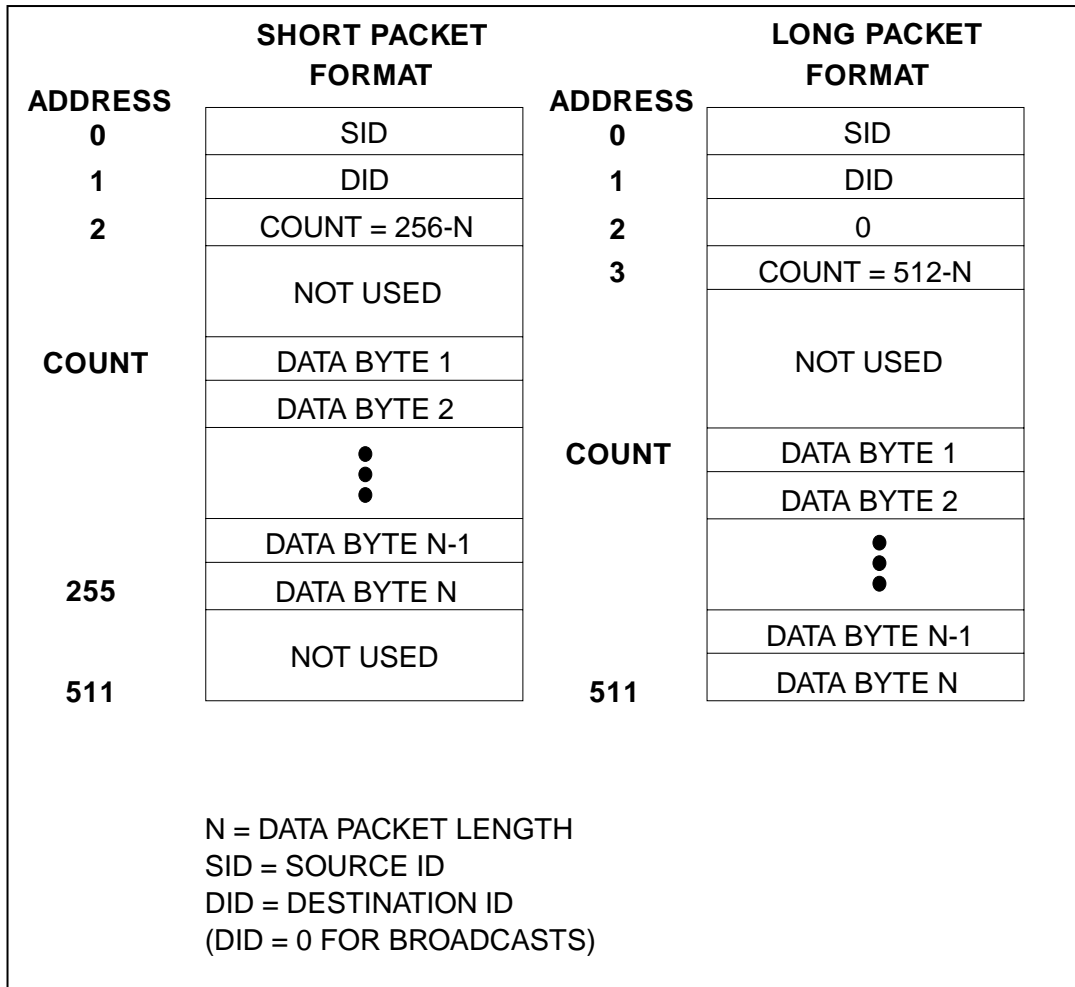 SHORT PACKET
FORMAT
ADDRESS
0 SID
1 DID
2 COUNT = 256-N
NOT USED
COUNT DATA BYTE 1
DATA BYTE 2
DATA BYTE N-1
255 DATA BYTE N
NOT USED
511
LONG PACKET
FORMAT
ADDRESS
0 SID
1 DID
2 0
3 COUNT = 512-N
NOT USED
COUNT DATA BYTE 1
DATA BYTE 2
DATA BYTE N-1
511 DATA BYTE N
N = DATA PACKET LENGTH
SID = SOURCE ID
DID = DESTINATION ID
(DID = 0 FOR BROADCASTS)